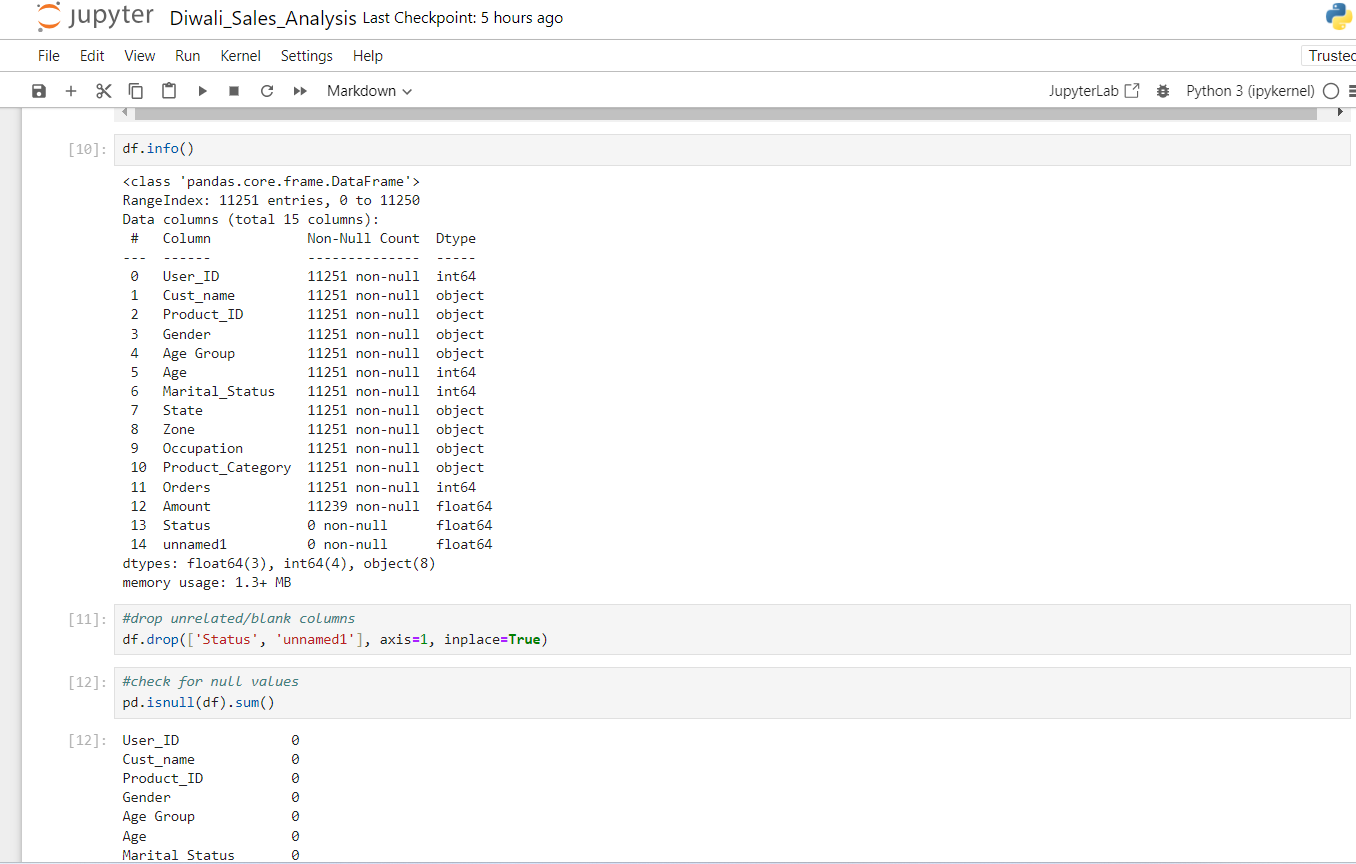 jupyter Diwali_Sales_Analysis Last Checkpoint: 5 hours ago
File Edit View Run Kernel Settings Help
Trusted
Markdown
JupyterLab Python 3 (ipykernel)
[10]: df.info()
<class 'pandas.core.frame.DataFrame'>
RangeIndex: 11251 entries, 0 to 11250
Data columns (total 15 columns):
# Column Non-Null Count Dtype
--- ------ -------------- -----
0 User_ID 11251 non-null int64
1 Cust_name 11251 non-null object
2 Product_ID 11251 non-null object
3 Gender 11251 non-null object
4 Age Group 11251 non-null object
5 Age 11251 non-null int64
6 Marital_Status 11251 non-null int64
7 State 11251 non-null object
8 Zone 11251 non-null object
9 Occupation 11251 non-null object
10 Product_Category 11251 non-null object
11 Orders 11251 non-null int64
12 Amount 11239 non-null float64
13 Status 0 non-null float64
14 unnamed1 0 non-null float64
dtypes: float64(3), int64(4), object(8)
memory usage: 1.3+ MB
[11]: #drop unrelated/blank columns
df.drop(['Status', 'unnamed1'], axis=1, inplace=True)
[12]: #check for null values
pd.isnull(df).sum()
[12]: User_ID 0
Cust_name 0
Product_ID 0
Gender 0
Age Group 0
Age 0
Marital_Status 0